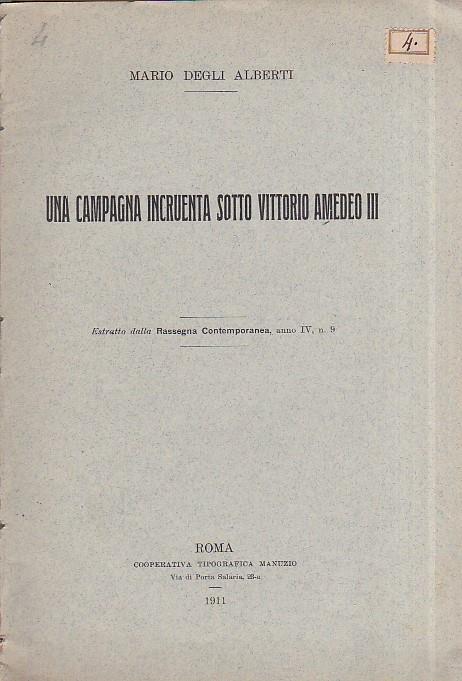 4
4.
MARIO DEGLI ALBERTI
UNA CAMPAGNA INCRUENTA SOTTO VITTORIO AMEDEO III
Estratto dalla Rassegna Contemporanea, anno IV, n. 9
ROMA
COOPERATIVA TIPOGRAFICA MANUZIO
Via di Porta Salaria, 23-a
1911